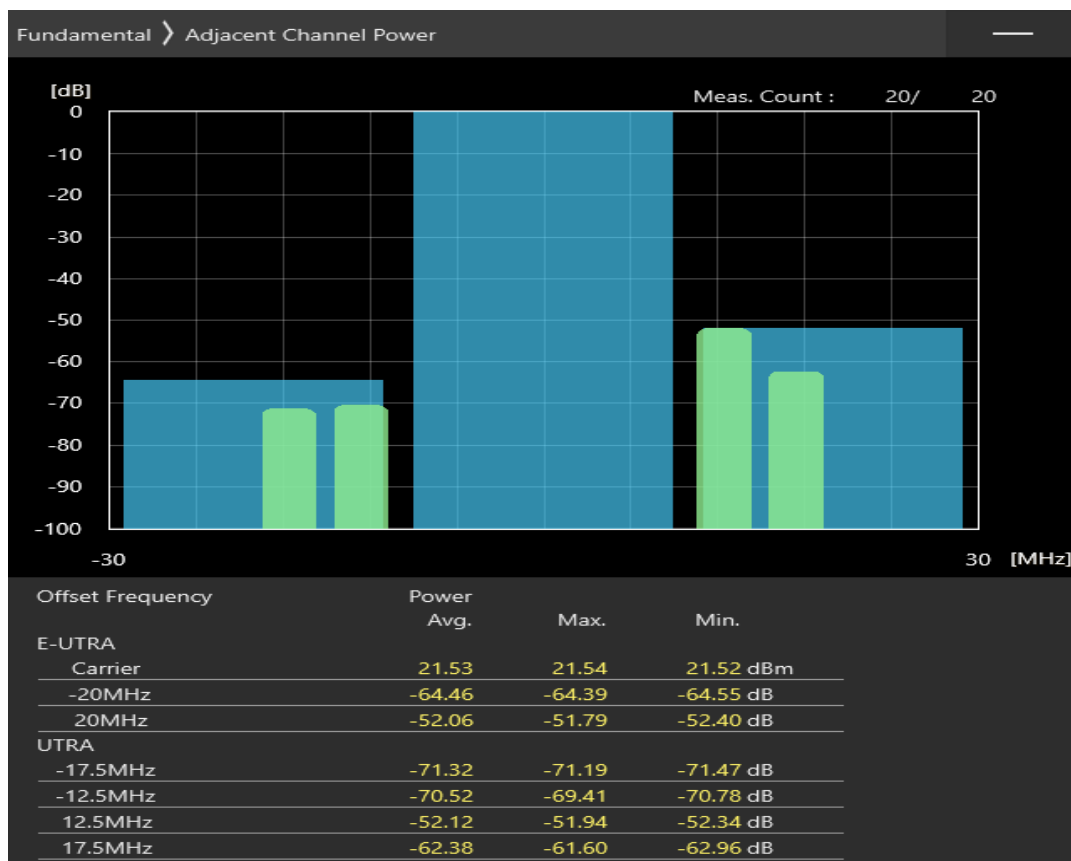 Fundamental ❯ Adjacent Channel Power
[dB]
Meas. Count : 20/ 20
0
-10
-20
-30
-40
-50
-60
-70
-80
-90
-100
-30 30 [MHz]
Offset Frequency Power
Avg. Max. Min.
E-UTRA
Carrier 21.53 21.54 21.52 dBm
-20MHz -64.46 -64.39 -64.55 dB
20MHz -52.06 -51.79 -52.40 dB
UTRA
-17.5MHz -71.32 -71.19 -71.47 dB
-12.5MHz -70.52 -69.41 -70.78 dB
12.5MHz -52.12 -51.94 -52.34 dB
17.5MHz -62.38 -61.60 -62.96 dB